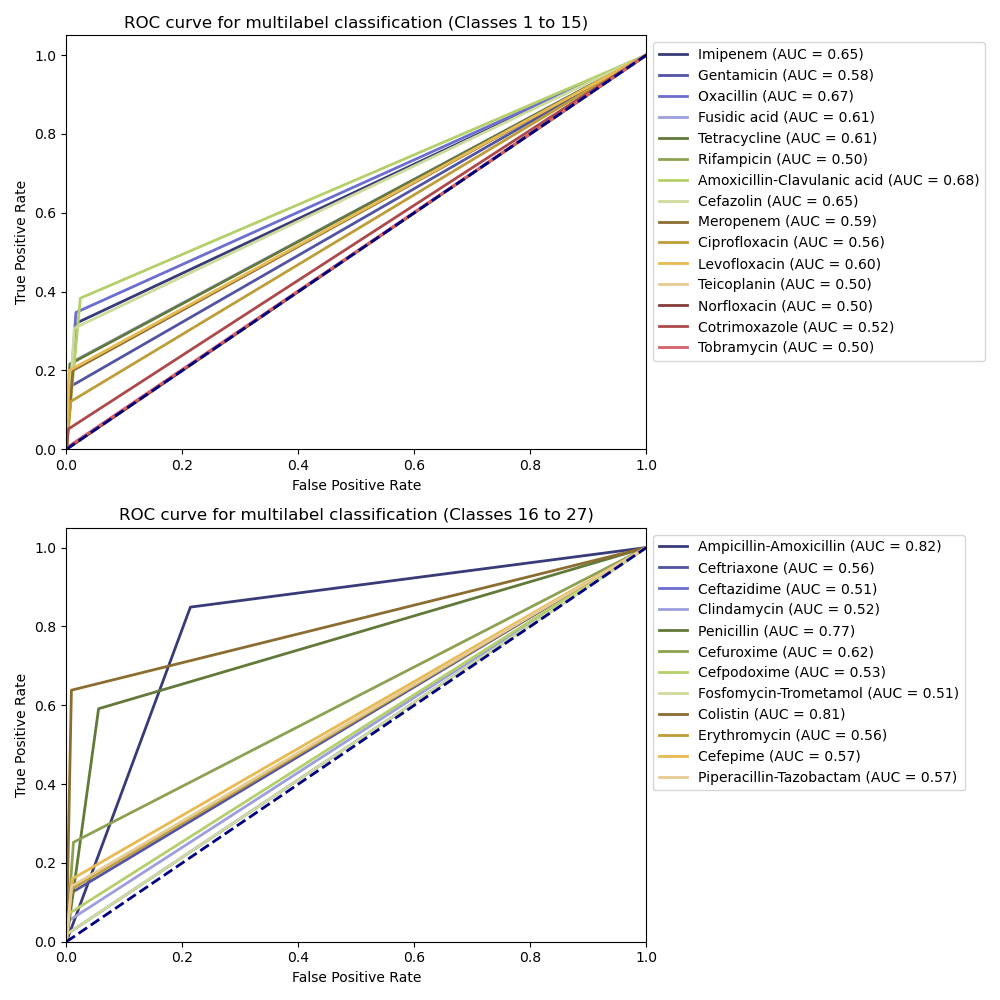 ROC curve for multilabel classification (Classes 1 to 15)
1.0
0.8
0.6
0.4
0.2
0.0
True Positive Rate
0.0 0.2 0.4 0.6 0.8 1.0
False Positive Rate
Imipenem (AUC = 0.65)
Gentamicin (AUC = 0.58)
Oxacillin (AUC = 0.67)
Fusidic acid (AUC = 0.61)
Tetracycline (AUC = 0.61)
Rifampicin (AUC = 0.50)
Amoxicillin-Clavulanic acid (AUC = 0.68)
Cefazolin (AUC = 0.65)
Meropenem (AUC = 0.59)
Ciprofloxacin (AUC = 0.56)
Levofloxacin (AUC = 0.60)
Teicoplanin (AUC = 0.50)
Norfloxacin (AUC = 0.50)
Cotrimoxazole (AUC = 0.52)
Tobramycin (AUC = 0.50)
ROC curve for multilabel classification (Classes 16 to 27)
1.0
0.8
0.6
0.4
0.2
0.0
True Positive Rate
0.0 0.2 0.4 0.6 0.8 1.0
False Positive Rate
Ampicillin-Amoxicillin (AUC = 0.82)
Ceftriaxone (AUC = 0.56)
Ceftazidime (AUC = 0.51)
Clindamycin (AUC = 0.52)
Penicillin (AUC = 0.77)
Cefuroxime (AUC = 0.62)
Cefpodoxime (AUC = 0.53)
Fosfomycin-Trometamol (AUC = 0.51)
Colistin (AUC = 0.81)
Erythromycin (AUC = 0.56)
Cefepime (AUC = 0.57)
Piperacillin-Tazobactam (AUC = 0.57)